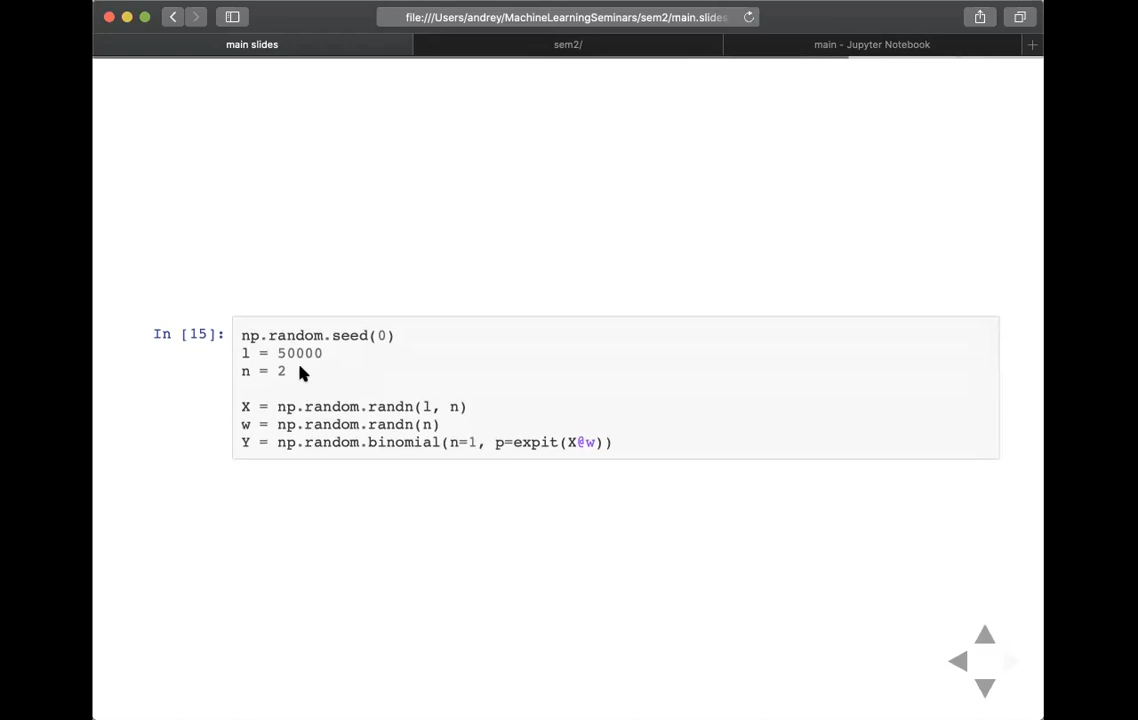 file:///Users/andrey/MachineLearningSeminars/sem2/main.slides
main slides
sem2/
main - Jupyter Notebook
In [15]:
np.random.seed(0)
l = 50000
n = 2
X = np.random.randn(l, n)
w = np.random.randn(n)
Y = np.random.binomial(n=1, p=expit(X@w))